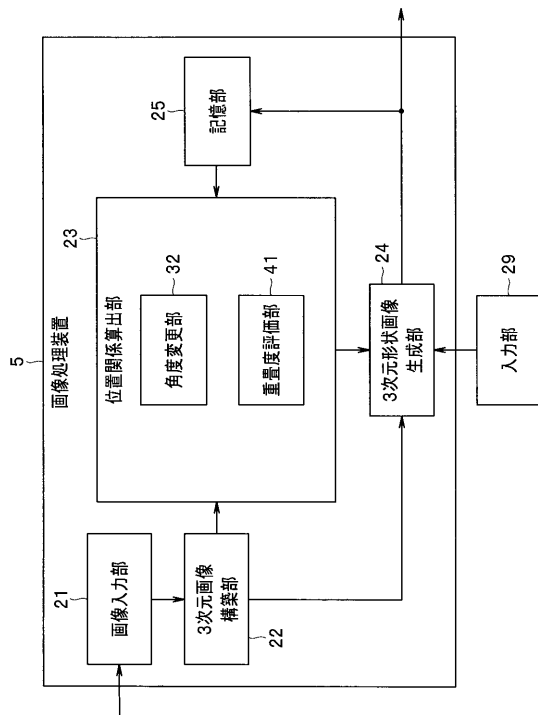 5
画像処理装置
21
画像入力部
22
3次元画像
構築部
23
位置関係算出部
32
角度変更部
41
重畳度評価部
25
記憶部
24
3次元形状画像
生成部
29
入力部